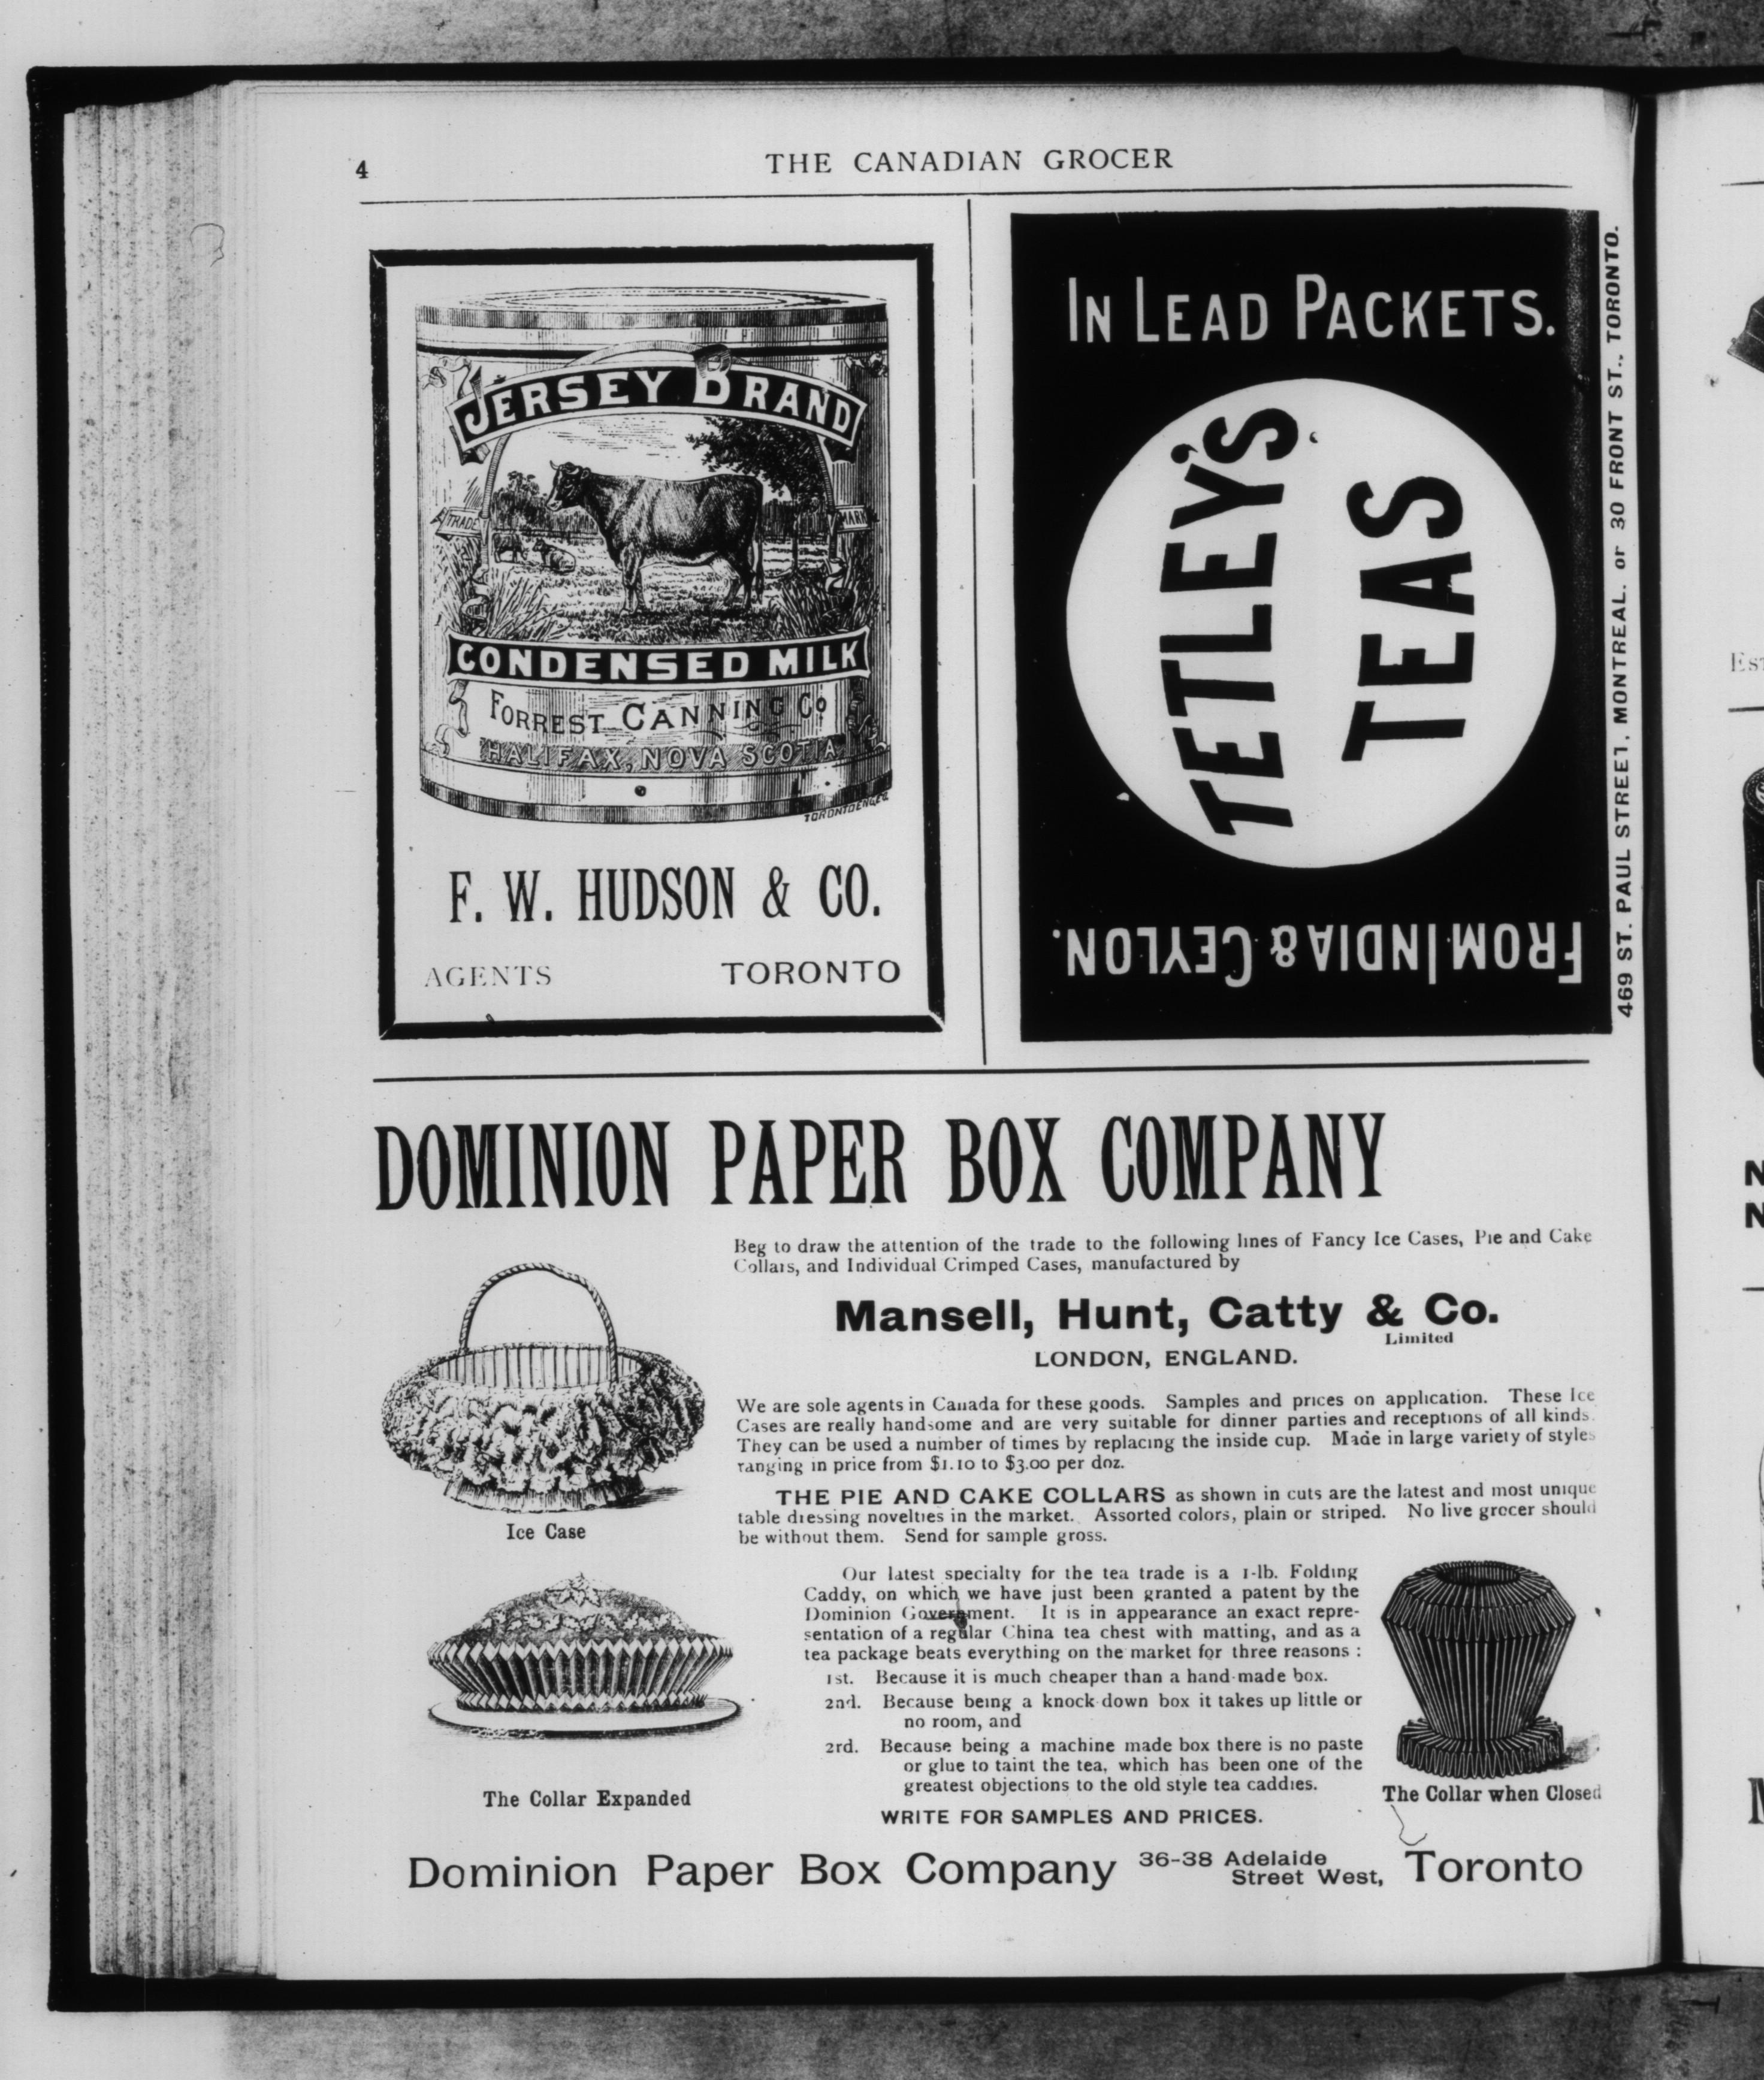 4
THE CANADIAN GROCER
JERSEY BRAND
TRADE
MARK
CONDENSED MILK
FORREST CANNING Co
HALIFAX, NOVA SCOTIA
TORONTO ENG Co
F. W. HUDSON & CO.
AGENTS TORONTO
IN LEAD PACKETS.
TETLEY'S
TEAS
FROM INDIA & CEYLON.
469 ST. PAUL STREET, MONTREAL. or 30 FRONT ST., TORONTO.
DOMINION PAPER BOX COMPANY
Beg to draw the attention of the trade to the following lines of Fancy Ice Cases, Pie and Cake
Collars, and Individual Crimped Cases, manufactured by
Mansell, Hunt, Catty & Co.
Limited
LONDON, ENGLAND.
We are sole agents in Canada for these goods. Samples and prices on application. These Ice
Cases are really handsome and are very suitable for dinner parties and receptions of all kinds.
They can be used a number of times by replacing the inside cup. Made in large variety of styles
ranging in price from $1.10 to $3.00 per doz.
THE PIE AND CAKE COLLARS as shown in cuts are the latest and most unique
table dressing novelties in the market. Assorted colors, plain or striped. No live grocer should
be without them. Send for sample gross.
Ice Case
Our latest specialty for the tea trade is a 1-lb. Folding
Caddy, on which we have just been granted a patent by the
Dominion Government. It is in appearance an exact repre-
sentation of a regular China tea chest with matting, and as a
tea package beats everything on the market for three reasons :
1st. Because it is much cheaper than a hand-made box.
2nd. Because being a knock-down box it takes up little or
no room, and
2rd. Because being a machine made box there is no paste
or glue to taint the tea, which has been one of the
greatest objections to the old style tea caddies.
The Collar Expanded
The Collar when Closed
WRITE FOR SAMPLES AND PRICES.
Dominion Paper Box Company 36-38 Adelaide
Street West, Toronto